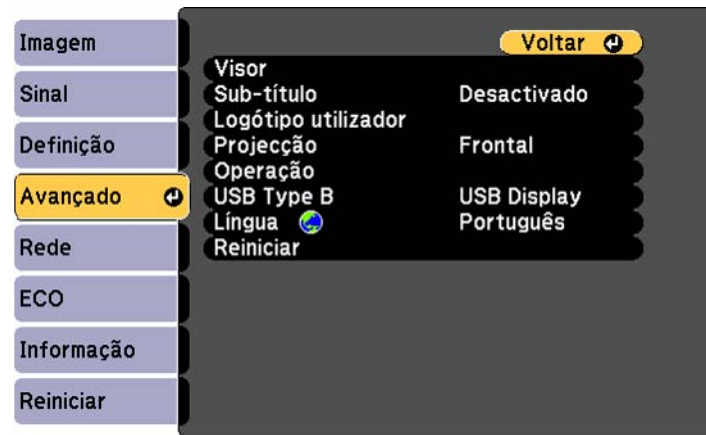 Imagem
Sinal
Definição
Avançado
Rede
ECO
Informação
Reiniciar
Voltar
Visor
Sub-título Desactivado
Logótipo utilizador
Projecção Frontal
Operação
USB Type B USB Display
Língua Português
Reiniciar